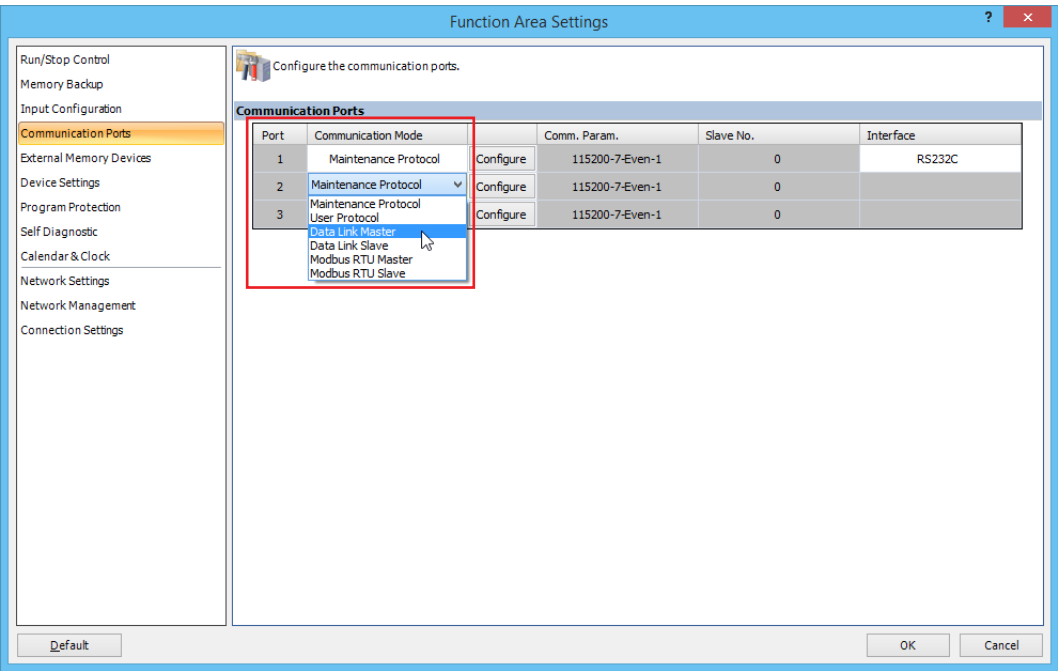 Function Area Settings
?
×
Run/Stop Control
Memory Backup
Input Configuration
Communication Ports
External Memory Devices
Device Settings
Program Protection
Self Diagnostic
Calendar & Clock
Network Settings
Network Management
Connection Settings
Configure the communication ports.
Communication Ports
Port Communication Mode Comm. Param. Slave No. Interface
1 Maintenance Protocol Configure 115200-7-Even-1 0 RS232C
2 Maintenance Protocol Configure 115200-7-Even-1 0
3 Configure 115200-7-Even-1 0
Maintenance Protocol
User Protocol
Data Link Master
Data Link Slave
Modbus RTU Master
Modbus RTU Slave
Default OK Cancel